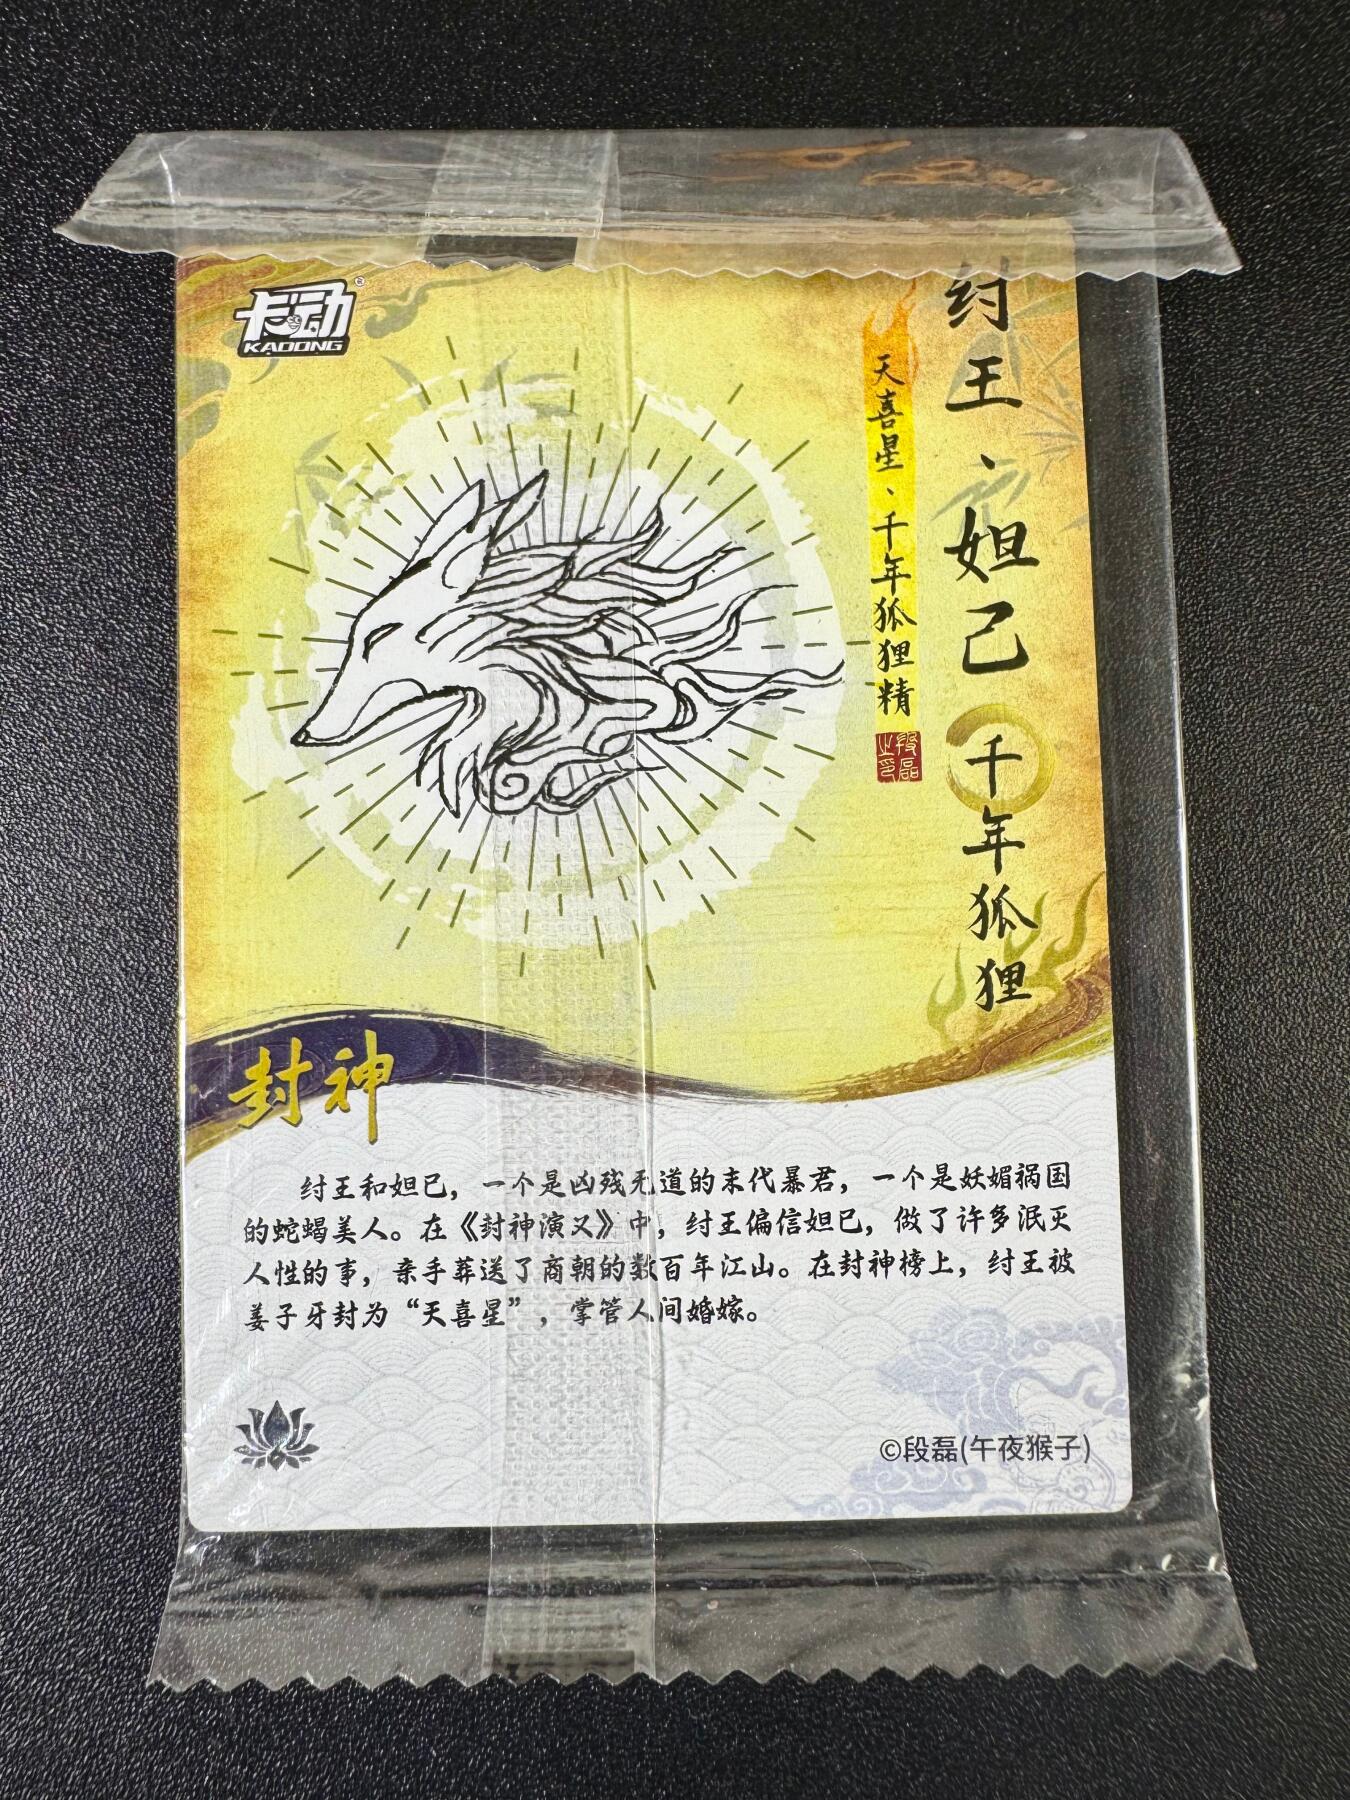 卡动
KADONG
®
纣王、妲己 千年狐狸
天喜星、千年狐狸精
段磊之印
封神
纣王和妲己，一个是凶残无道的末代暴君，一个是妖媚祸国
的蛇蝎美人。在《封神演义》中，纣王偏信妲己，做了许多泯灭
人性的事，亲手葬送了商朝的数百年江山。在封神榜上，纣王被
姜子牙封为“天喜星”，掌管人间婚嫁。
©段磊(午夜猴子)